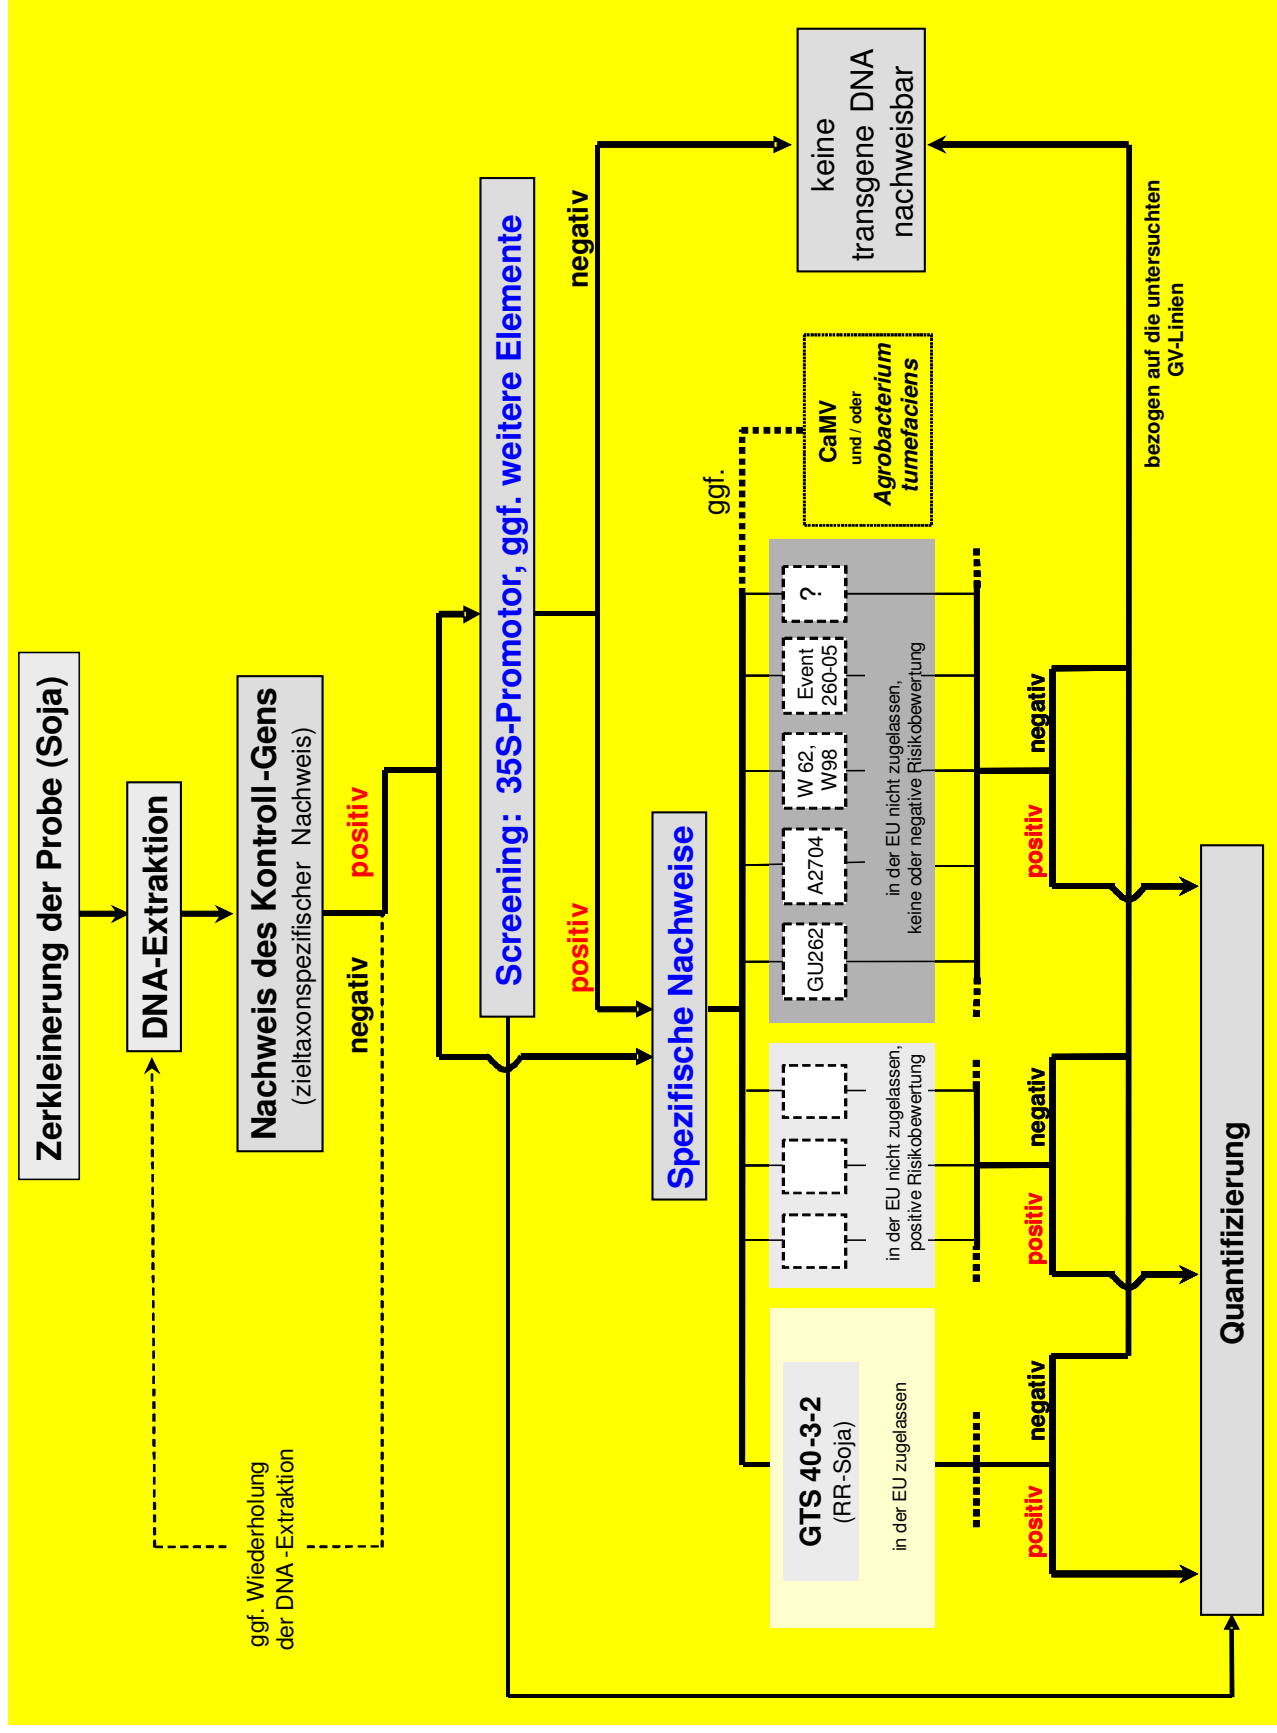 Zerkleinerung der Probe (Soja)
DNA-Extraktion
Nachweis des Kontroll-Gens
(zieltaxonspezifischer Nachweis)
negativ
positiv
ggf. Wiederholung
der DNA-Extraktion
Screening: 35S-Promotor, ggf. weitere Elemente
positiv
negativ
Spezifische Nachweise
ggf.
GTS 40-3-2
(RR-Soja)
in der EU zugelassen
in der EU nicht zugelassen,
positive Risikobewertung
GU262
A2704
W 62,
W98
Event
260-05
?
in der EU nicht zugelassen,
keine oder negative Risikobewertung
CaMV
und / oder
Agrobacterium
tumefaciens
keine
transgene DNA
nachweisbar
positiv
negativ
positiv
negativ
positiv
negativ
bezogen auf die untersuchten
GV-Linien
Quantifizierung